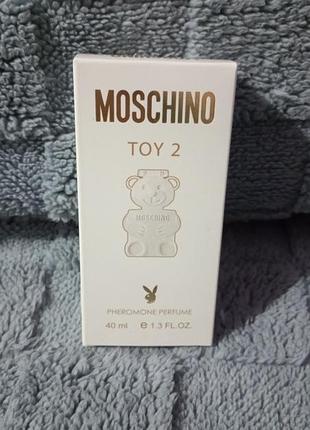 MOSCHINO
TOY 2
MOSCHINO
PHEROMONE PERFUME
40 ml e 1.3 FL.OZ.